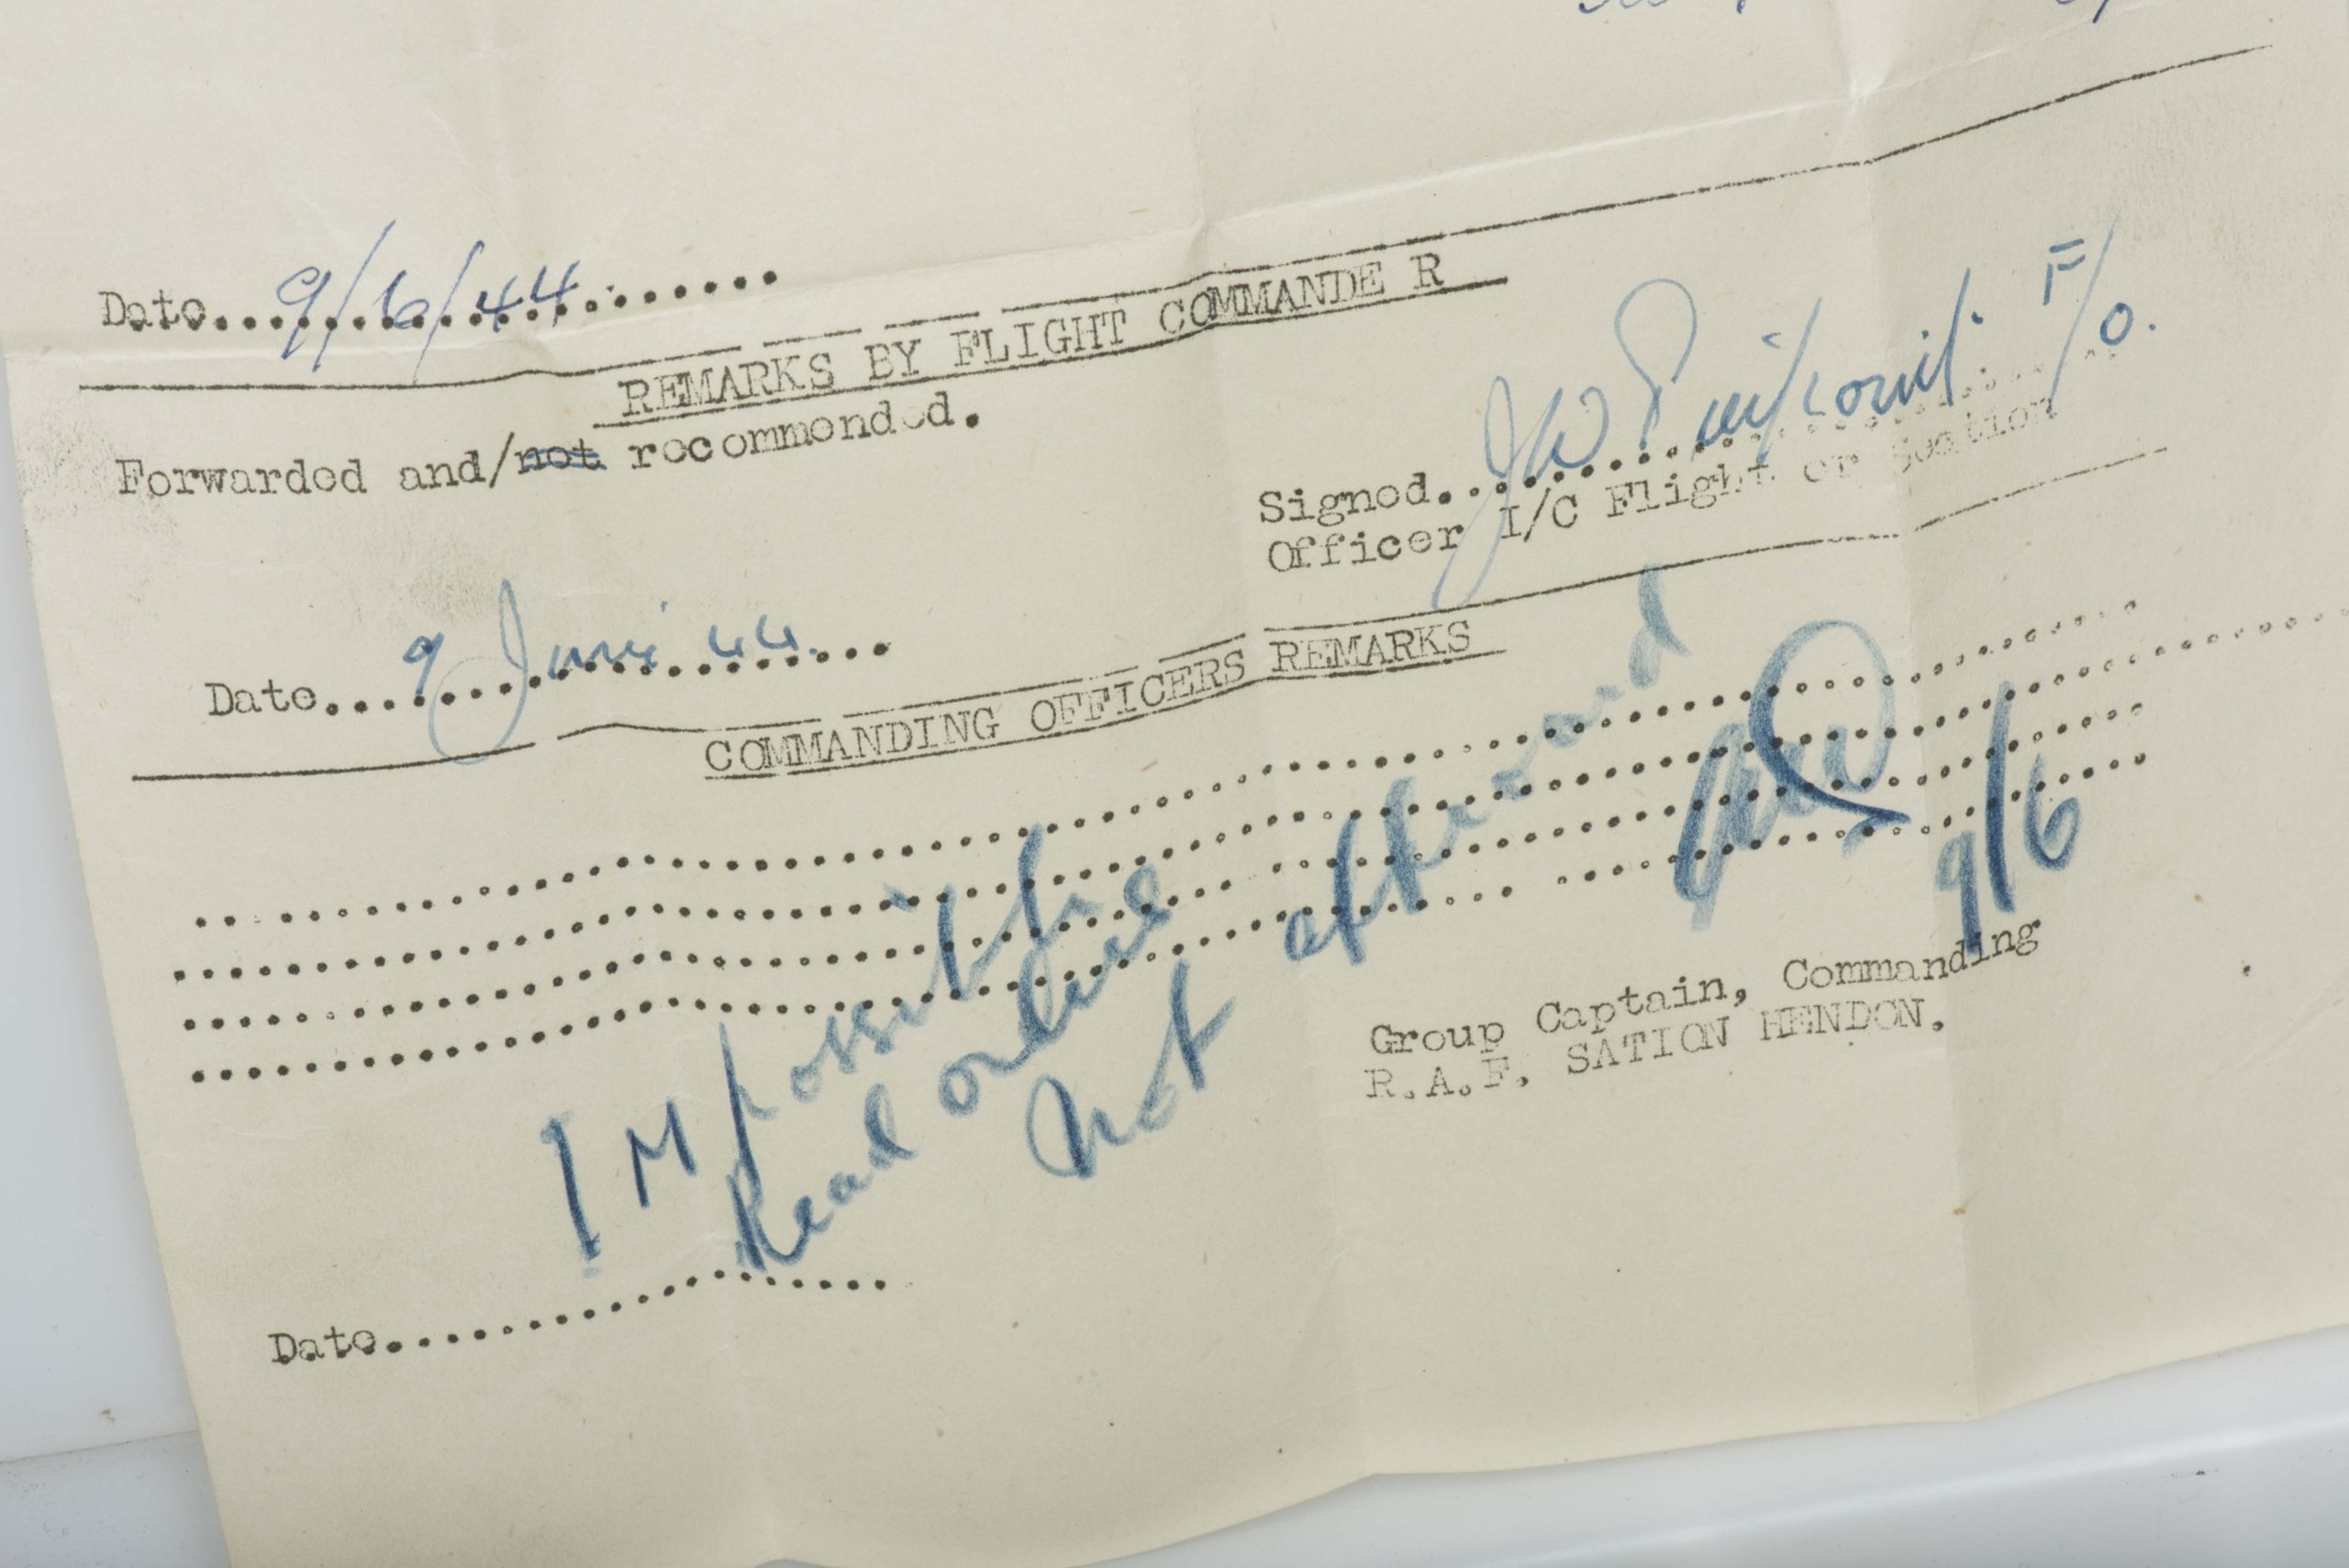 Date...9/6/44.......
REMARKS BY FLIGHT COMMANDE R
Forwarded and/not recommended.
Signed. J W F/O.
Officer I/C Flight or Section
Date....9 June 44....
COMMANDING OFFICERS REMARKS
IMpossible
Read orders
not
9/6
Group Captain, Commanding
R.A.F. SATION HENDON.
Date..................